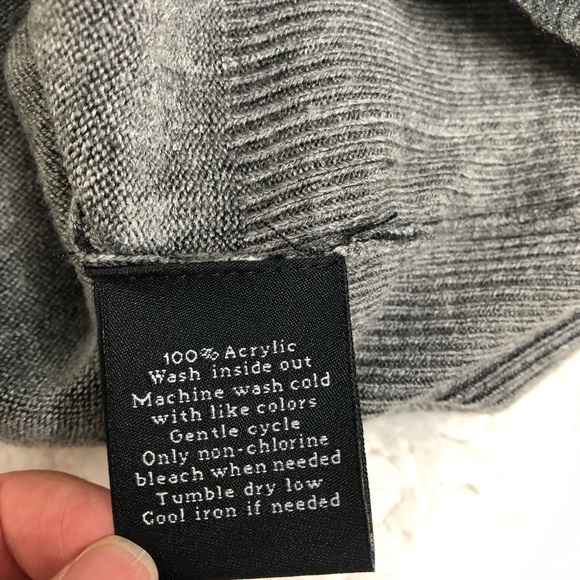 100% Acrylic
Wash inside out
Machine wash cold
with like colors
Gentle cycle
Only non-chlorine
bleach when needed
Tumble dry low
Cool iron if needed